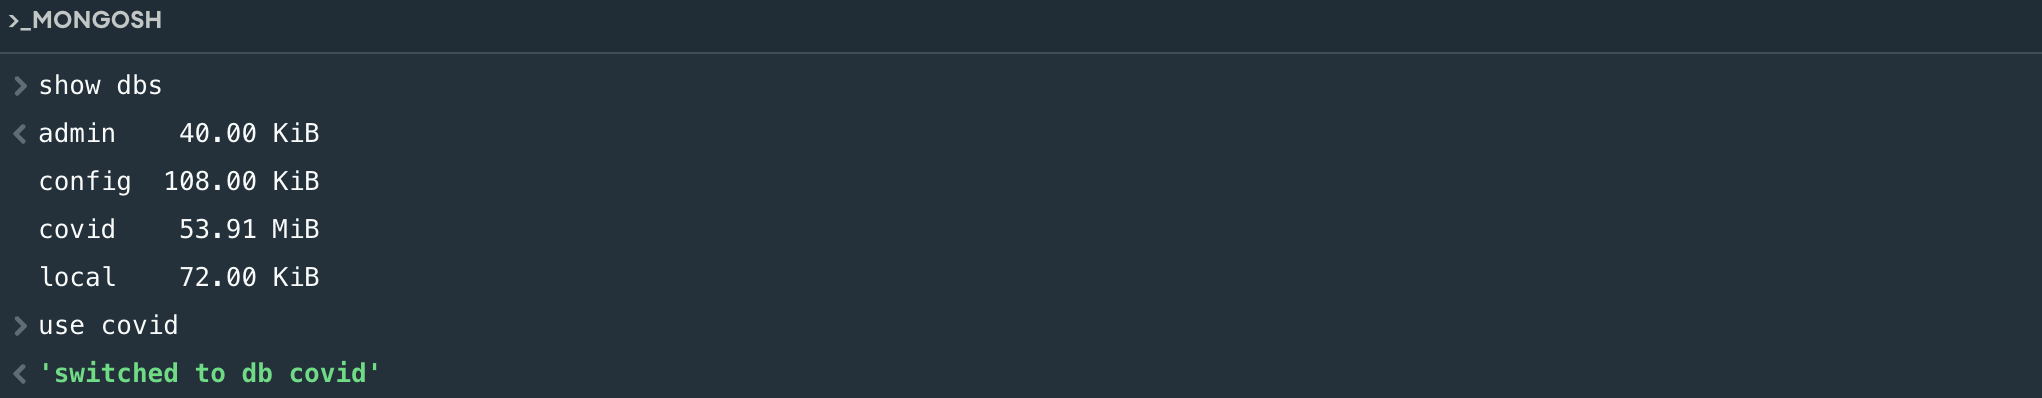 >_MONGOSH
> show dbs
< admin    40.00 KiB
config  108.00 KiB
covid    53.91 MiB
local    72.00 KiB
> use covid
< 'switched to db covid'